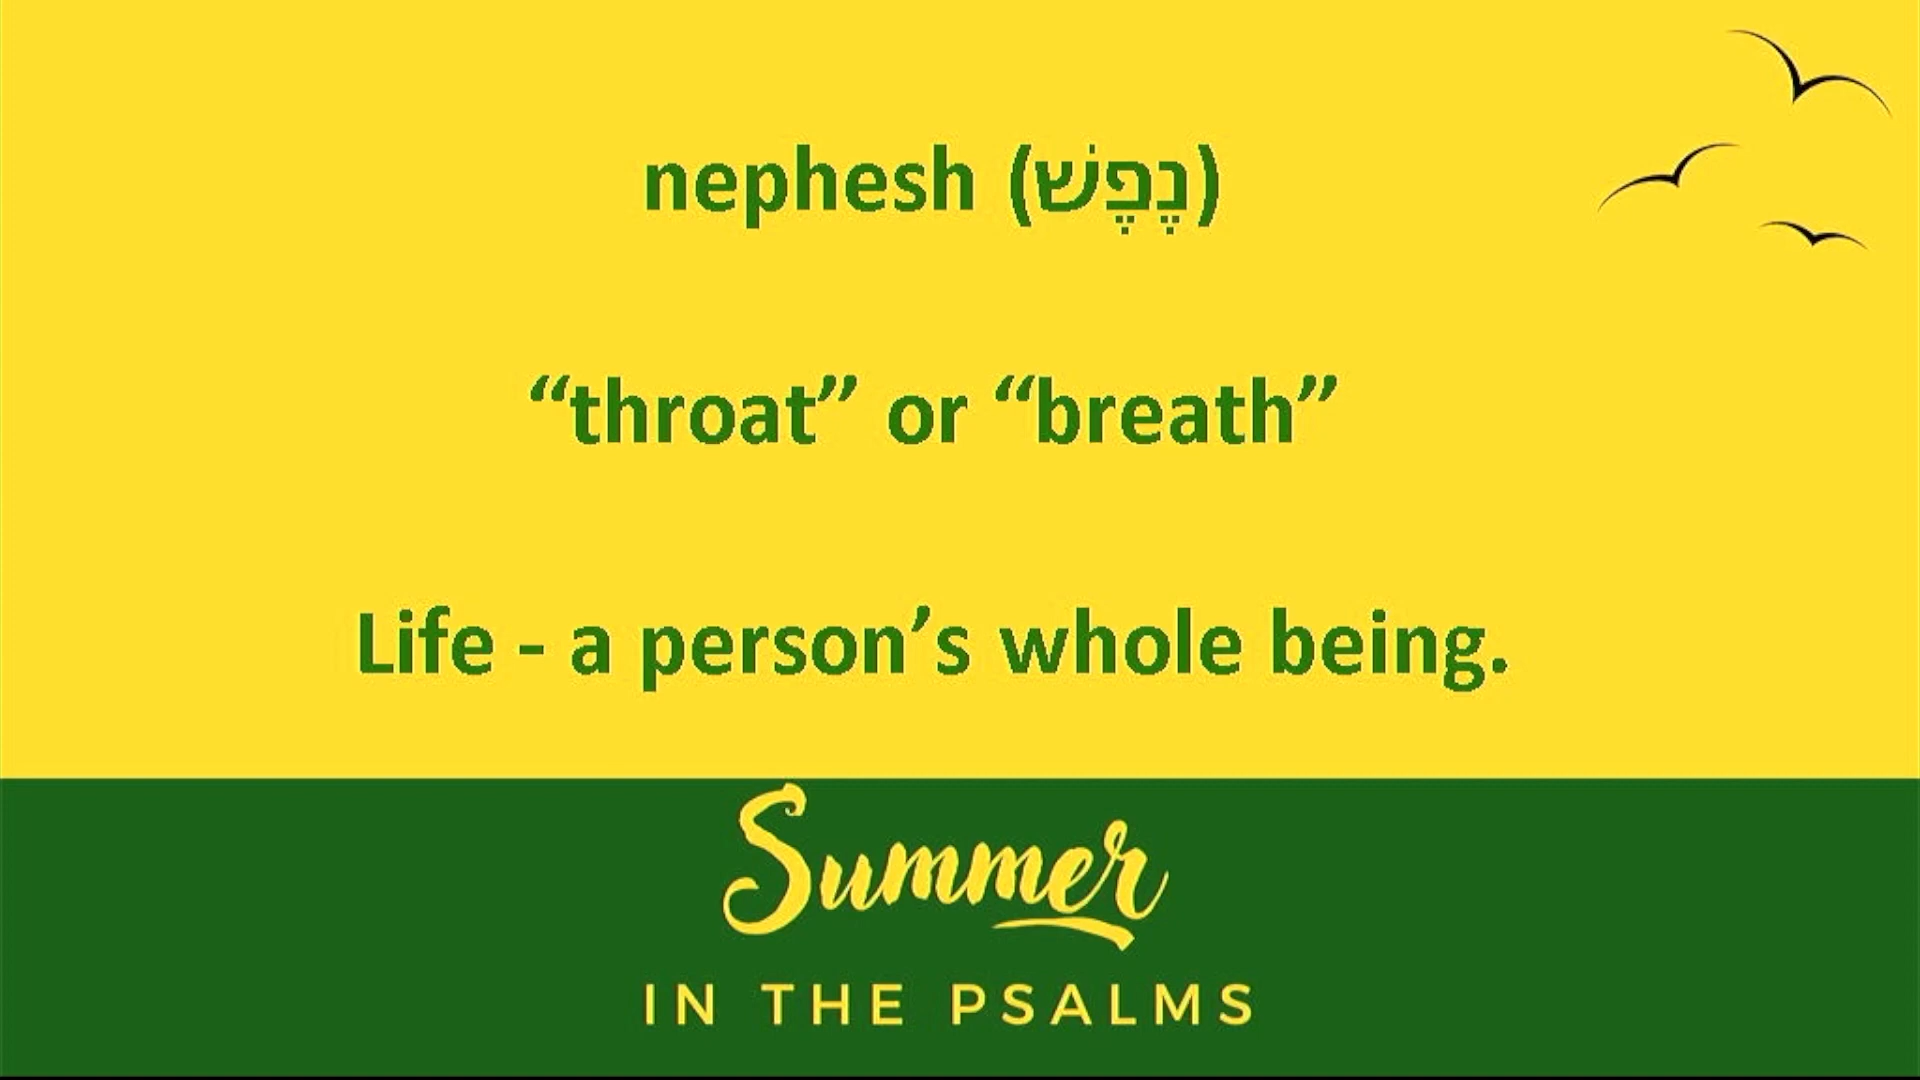 nephesh (נֶפֶשׁ)
“throat” or “breath”
Life - a person’s whole being.
Summer
IN THE PSALMS